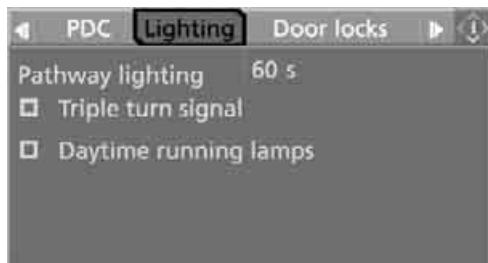 PDC Lighting Door locks
Pathway lighting 60 s
Triple turn signal
Daytime running lamps